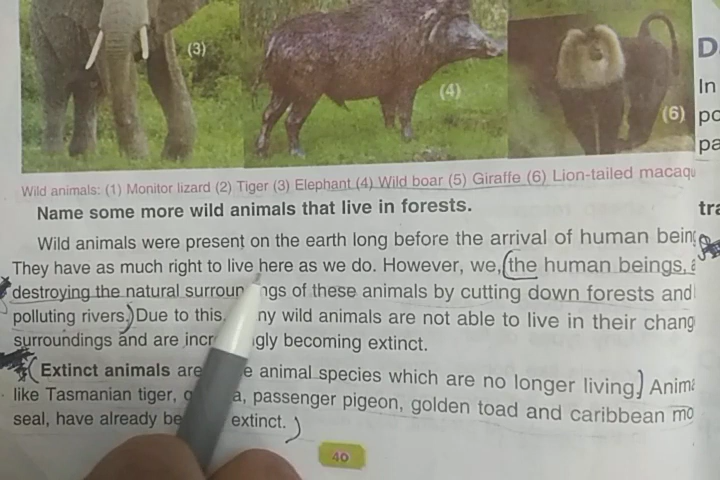 (3)
(4)
(6)
Wild animals: (1) Monitor lizard (2) Tiger (3) Elephant (4) Wild boar (5) Giraffe (6) Lion-tailed macaqu
Name some more wild animals that live in forests.
Wild animals were present on the earth long before the arrival of human bein
They have as much right to live here as we do. However, we, (the human beings, a
destroying the natural surroun ngs of these animals by cutting down forests and
polluting rivers.) Due to this, ny wild animals are not able to live in their chang
surroundings and are incr gly becoming extinct.
(Extinct animals are e animal species which are no longer living.) Anima
like Tasmanian tiger, q a, passenger pigeon, golden toad and caribbean mo
seal, have already be extinct.)
40
D
In
po
pa
tra